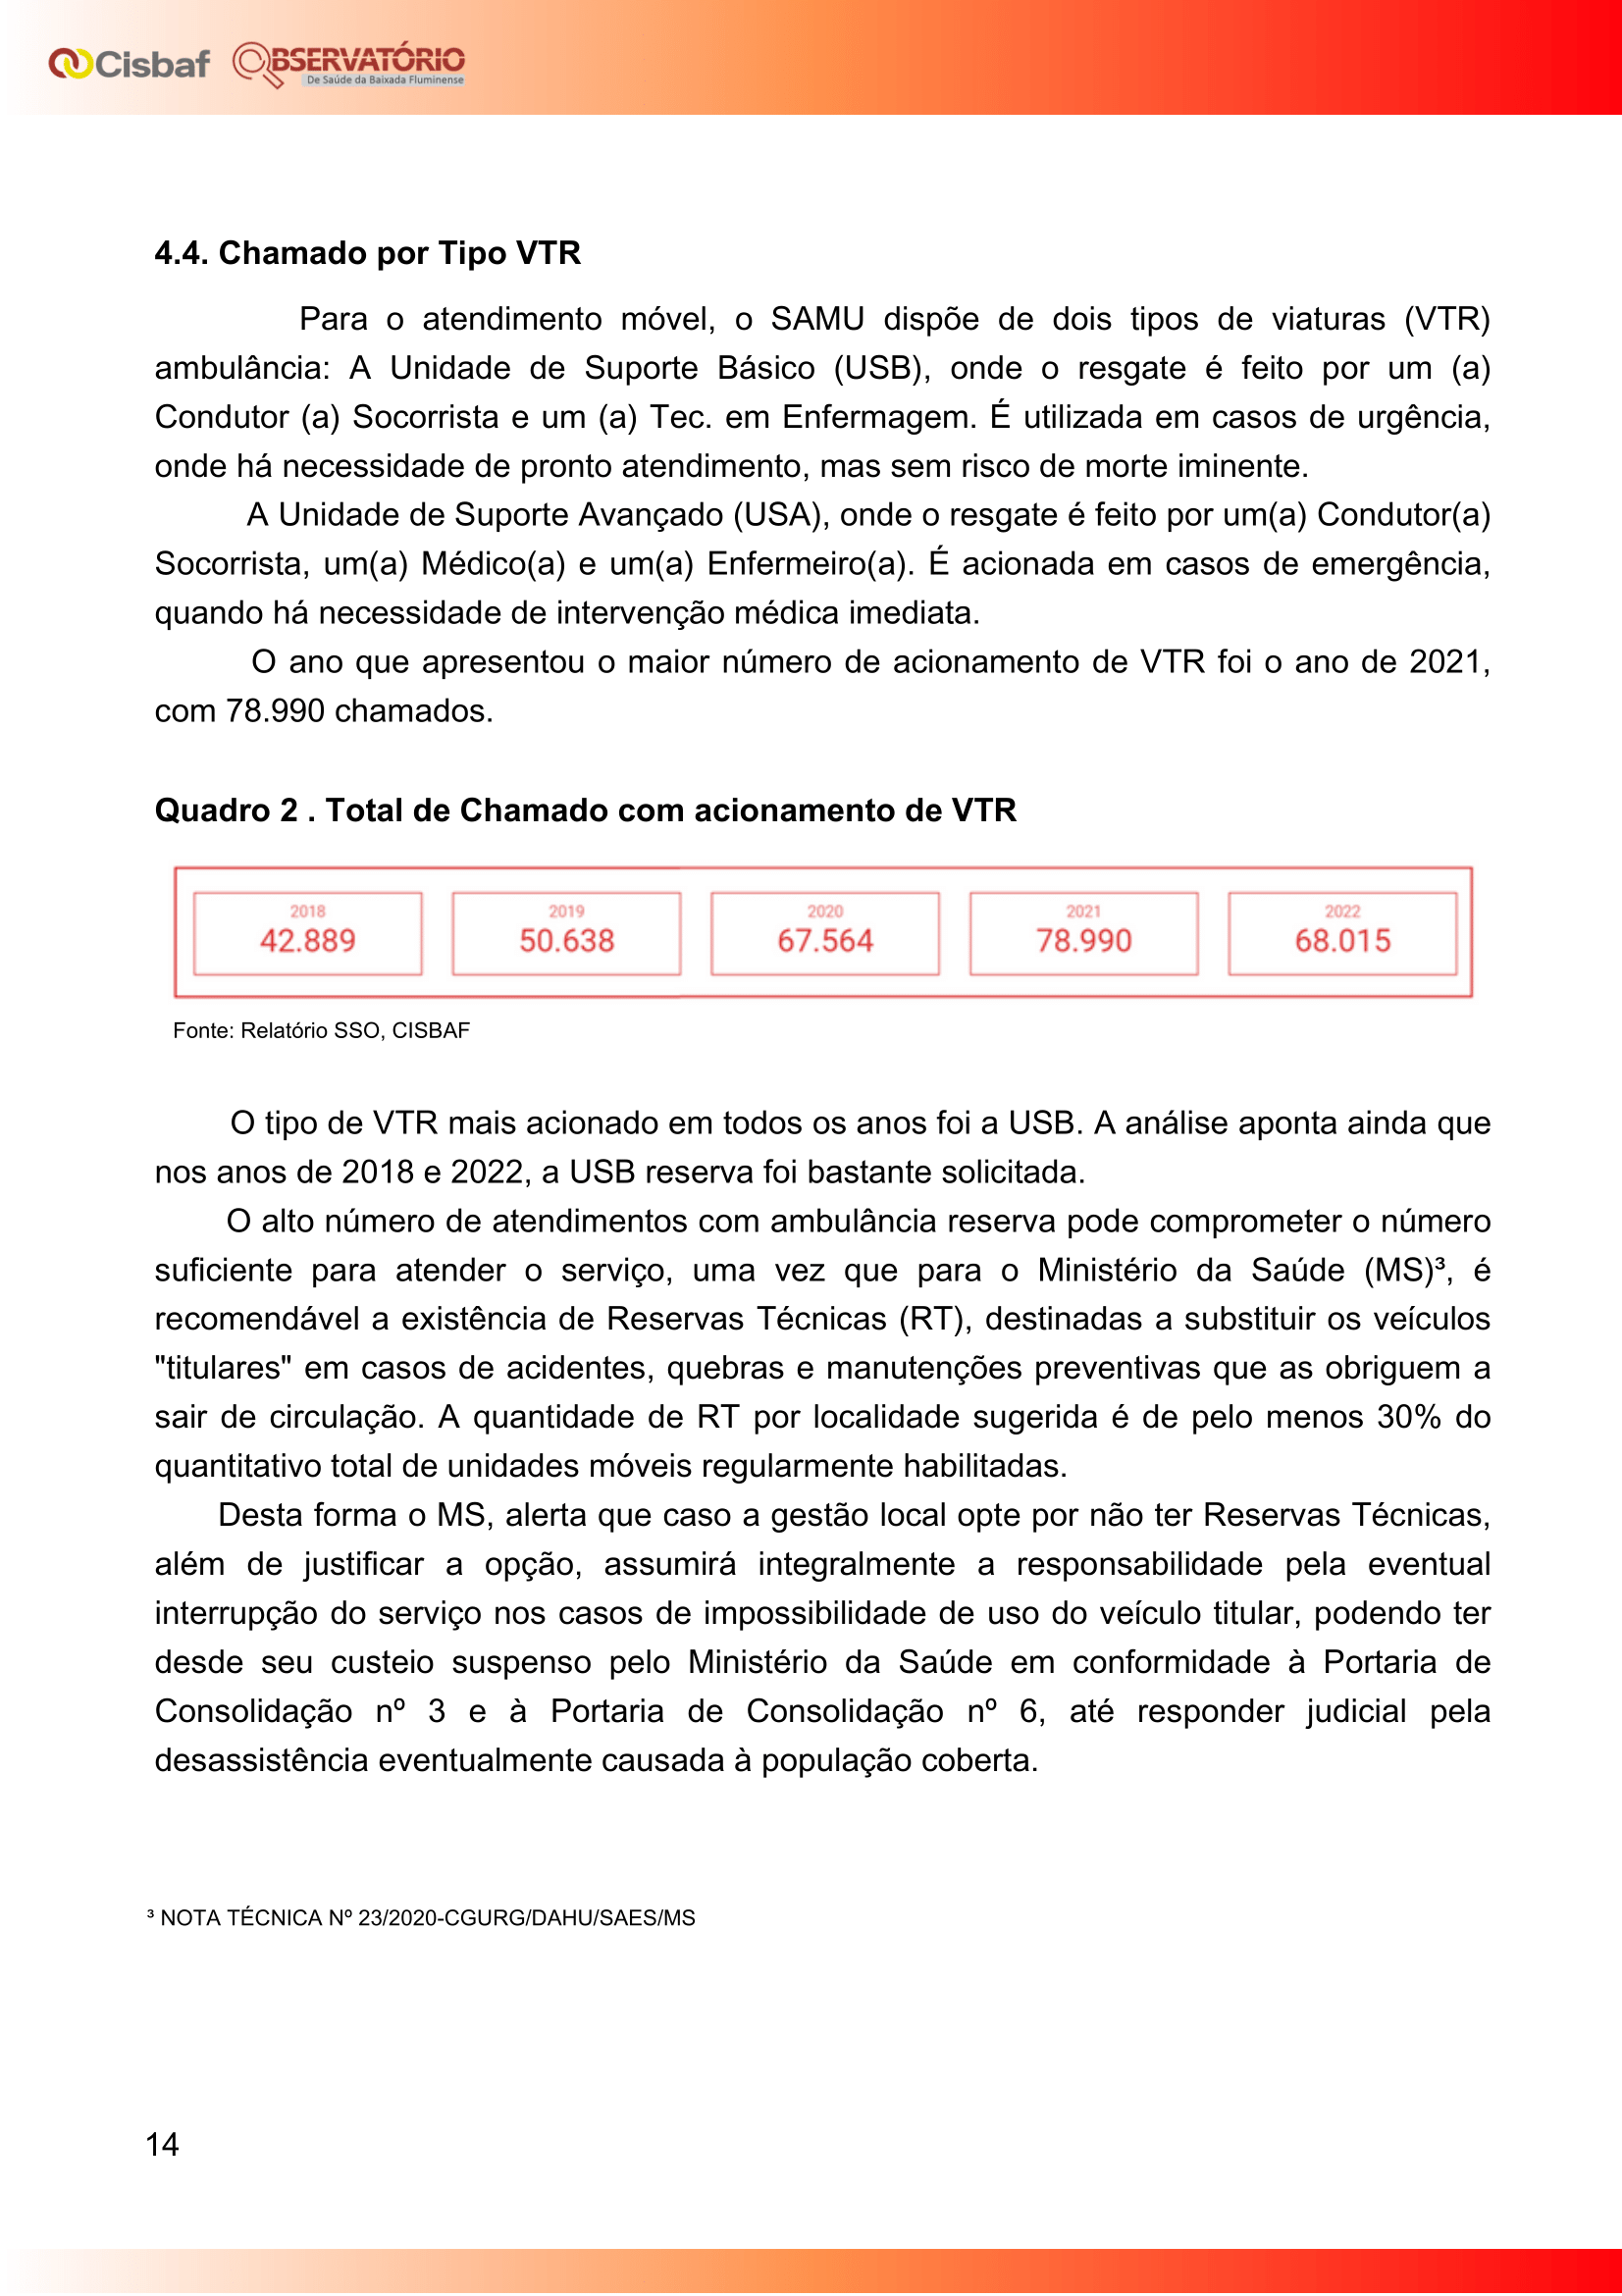 Cisbaf
OBSERVATÓRIO
De Saúde da Baixada Fluminense
4.4. Chamado por Tipo VTR
Para o atendimento móvel, o SAMU dispõe de dois tipos de viaturas (VTR)
ambulância: A Unidade de Suporte Básico (USB), onde o resgate é feito por um (a)
Condutor (a) Socorrista e um (a) Tec. em Enfermagem. É utilizada em casos de urgência,
onde há necessidade de pronto atendimento, mas sem risco de morte iminente.
A Unidade de Suporte Avançado (USA), onde o resgate é feito por um(a) Condutor(a)
Socorrista, um(a) Médico(a) e um(a) Enfermeiro(a). É acionada em casos de emergência,
quando há necessidade de intervenção médica imediata.
O ano que apresentou o maior número de acionamento de VTR foi o ano de 2021,
com 78.990 chamados.
Quadro 2 . Total de Chamado com acionamento de VTR
2018 2019 2020 2021 2022
42.889 50.638 67.564 78.990 68.015
Fonte: Relatório SSO, CISBAF
O tipo de VTR mais acionado em todos os anos foi a USB. A análise aponta ainda que
nos anos de 2018 e 2022, a USB reserva foi bastante solicitada.
O alto número de atendimentos com ambulância reserva pode comprometer o número
suficiente para atender o serviço, uma vez que para o Ministério da Saúde (MS)³, é
recomendável a existência de Reservas Técnicas (RT), destinadas a substituir os veículos
"titulares" em casos de acidentes, quebras e manutenções preventivas que as obriguem a
sair de circulação. A quantidade de RT por localidade sugerida é de pelo menos 30% do
quantitativo total de unidades móveis regularmente habilitadas.
Desta forma o MS, alerta que caso a gestão local opte por não ter Reservas Técnicas,
além de justificar a opção, assumirá integralmente a responsabilidade pela eventual
interrupção do serviço nos casos de impossibilidade de uso do veículo titular, podendo ter
desde seu custeio suspenso pelo Ministério da Saúde em conformidade à Portaria de
Consolidação nº 3 e à Portaria de Consolidação nº 6, até responder judicial pela
desassistência eventualmente causada à população coberta.
³ NOTA TÉCNICA Nº 23/2020-CGURG/DAHU/SAES/MS
14